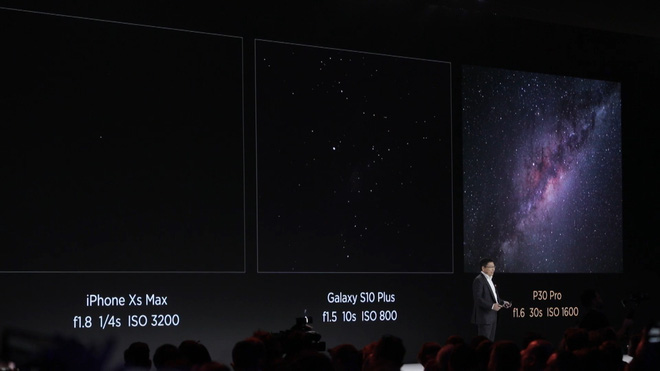 iPhone Xs Max
f1.8 1/4s ISO 3200
Galaxy S10 Plus
f1.5 10s ISO 800
P30 Pro
f1.6 30s ISO 1600